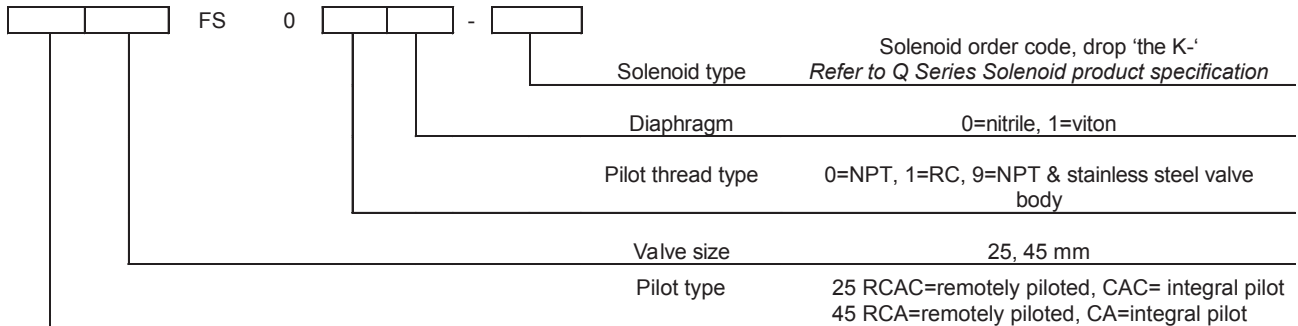 FS 0 -
Solenoid order code, drop ‘the K-‘
Solenoid type Refer to Q Series Solenoid product specification
Diaphragm 0=nitrile, 1=viton
Pilot thread type 0=NPT, 1=RC, 9=NPT & stainless steel valve
body
Valve size 25, 45 mm
Pilot type 25 RCAC=remotely piloted, CAC= integral pilot
45 RCA=remotely piloted, CA=integral pilot